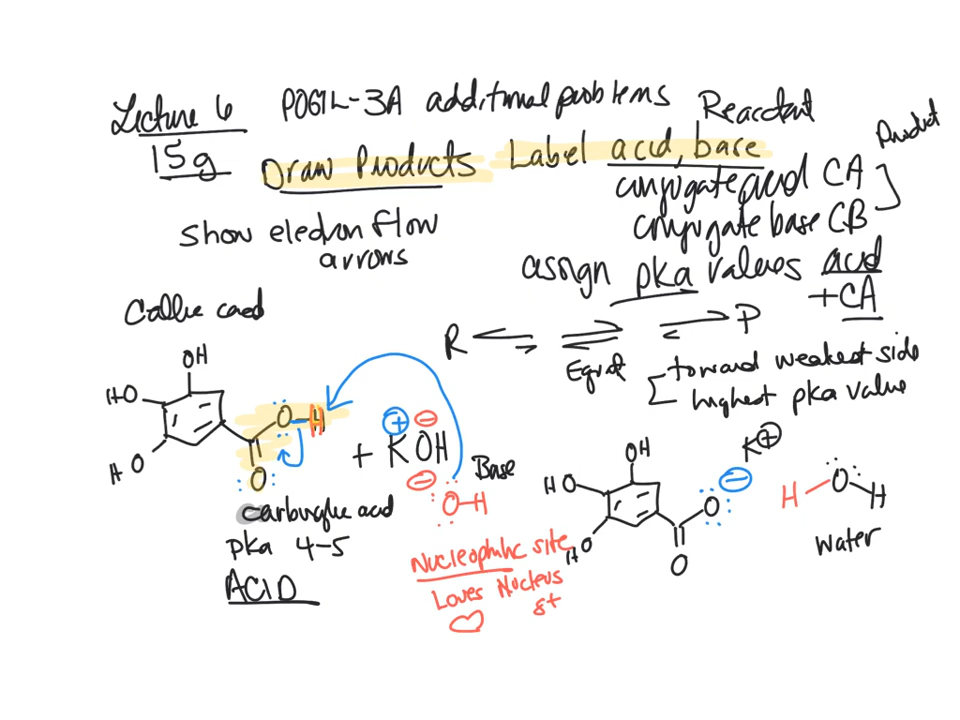 Lecture 6 POGIL-3A additional problems Reactant
15g Draw Products Label acid, base Product
conjugate acid CA
Show electron flow conjugate base CB
arrows assign pka values acid
+CA
Gallic acid
R P
Equil toward weakest side
highest pka value
OH
HO
O-H
HO
O
+ KOH
Base
O-H
carboxylic acid
pka 4-5
ACID
Nucleophilic site
Loves Nucleus
δ+
OH K
HO O
HO
O
H O H
water